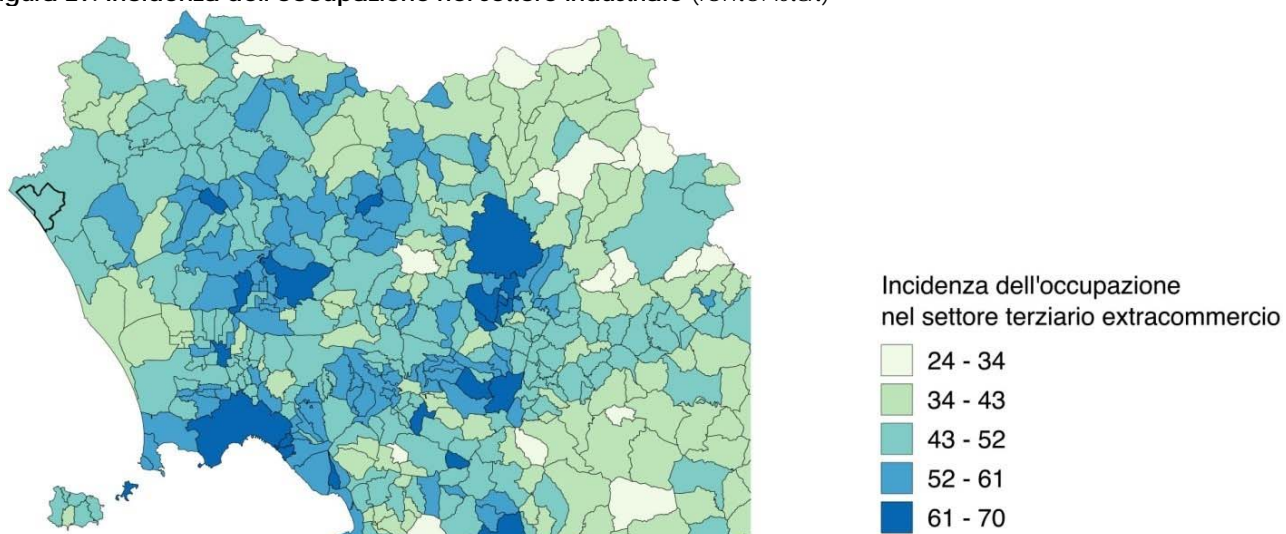 Incidenza dell'occupazione
nel settore terziario extracommercio
24 - 34
34 - 43
43 - 52
52 - 61
61 - 70